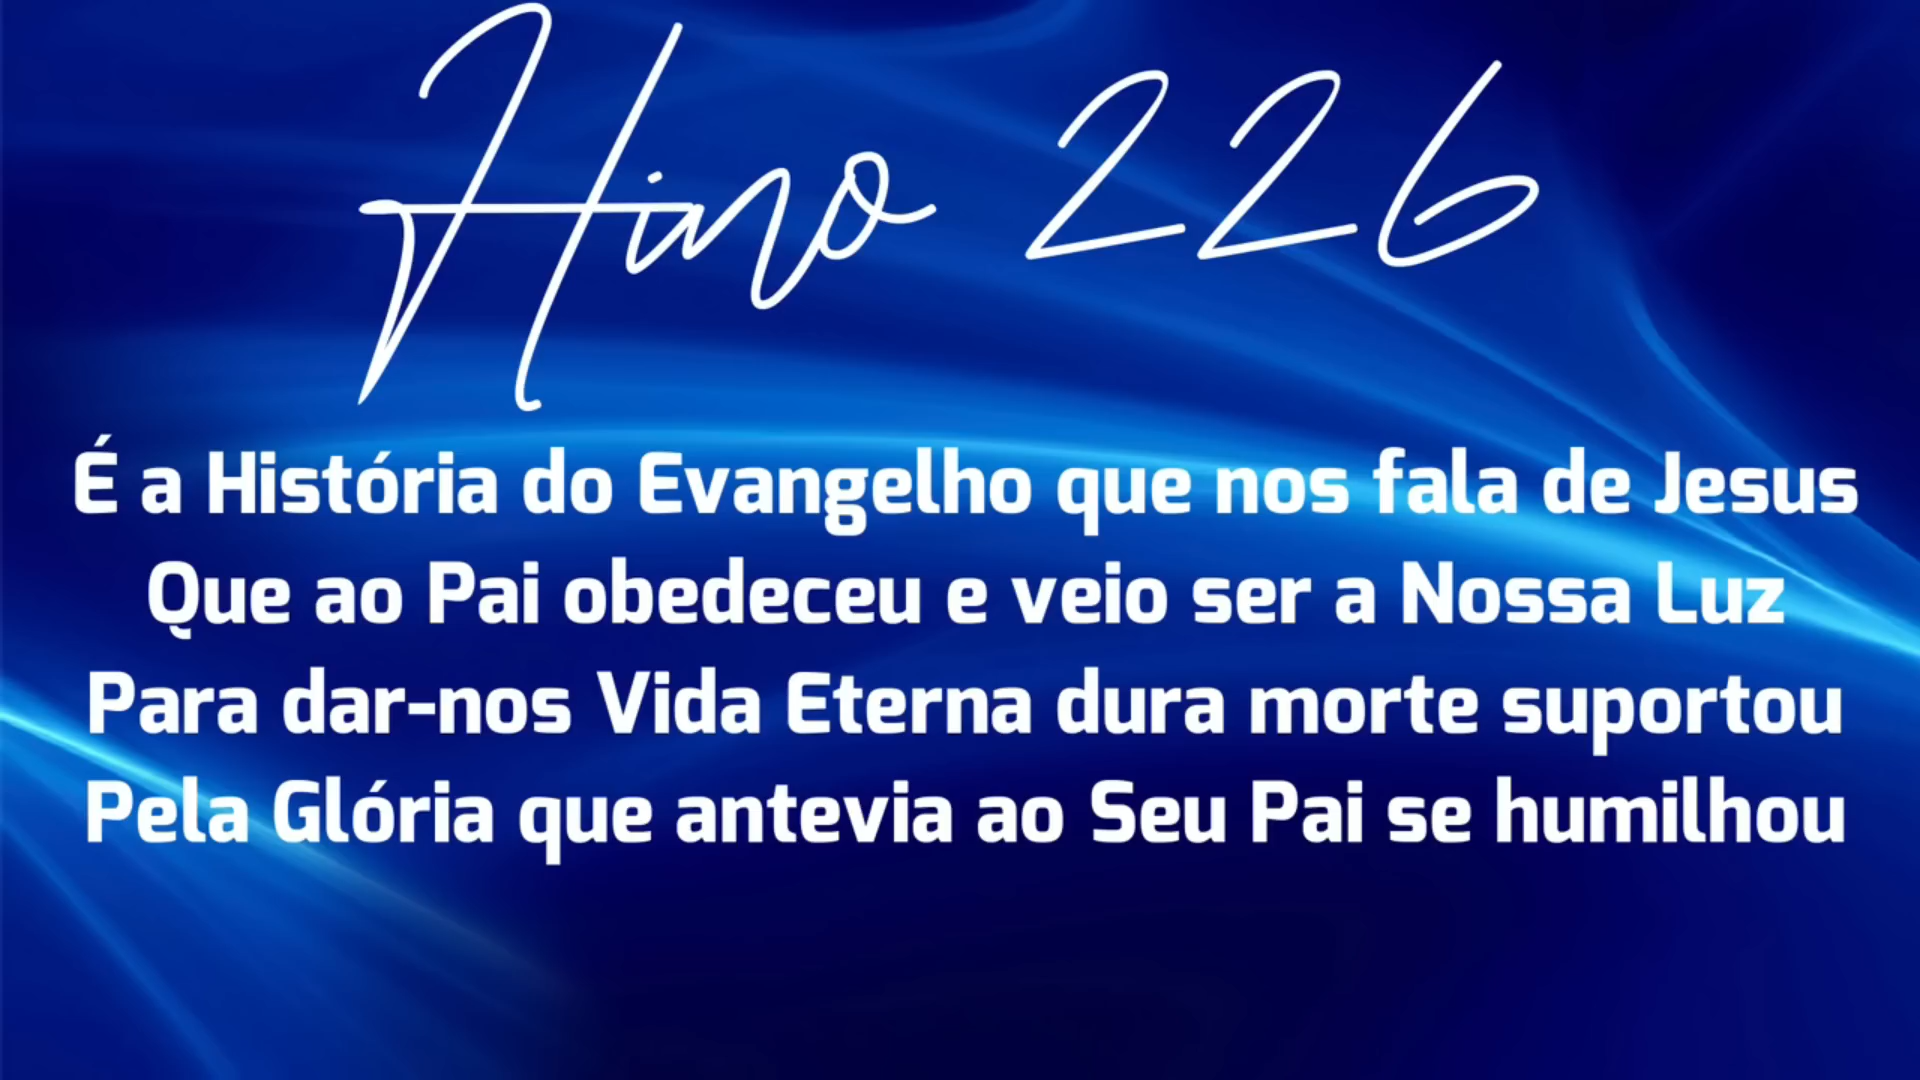 Hino 226
É a História do Evangelho que nos fala de Jesus
Que ao Pai obedeceu e veio ser a Nossa Luz
Para dar-nos Vida Eterna dura morte suportou
Pela Glória que antevia ao Seu Pai se humilhou